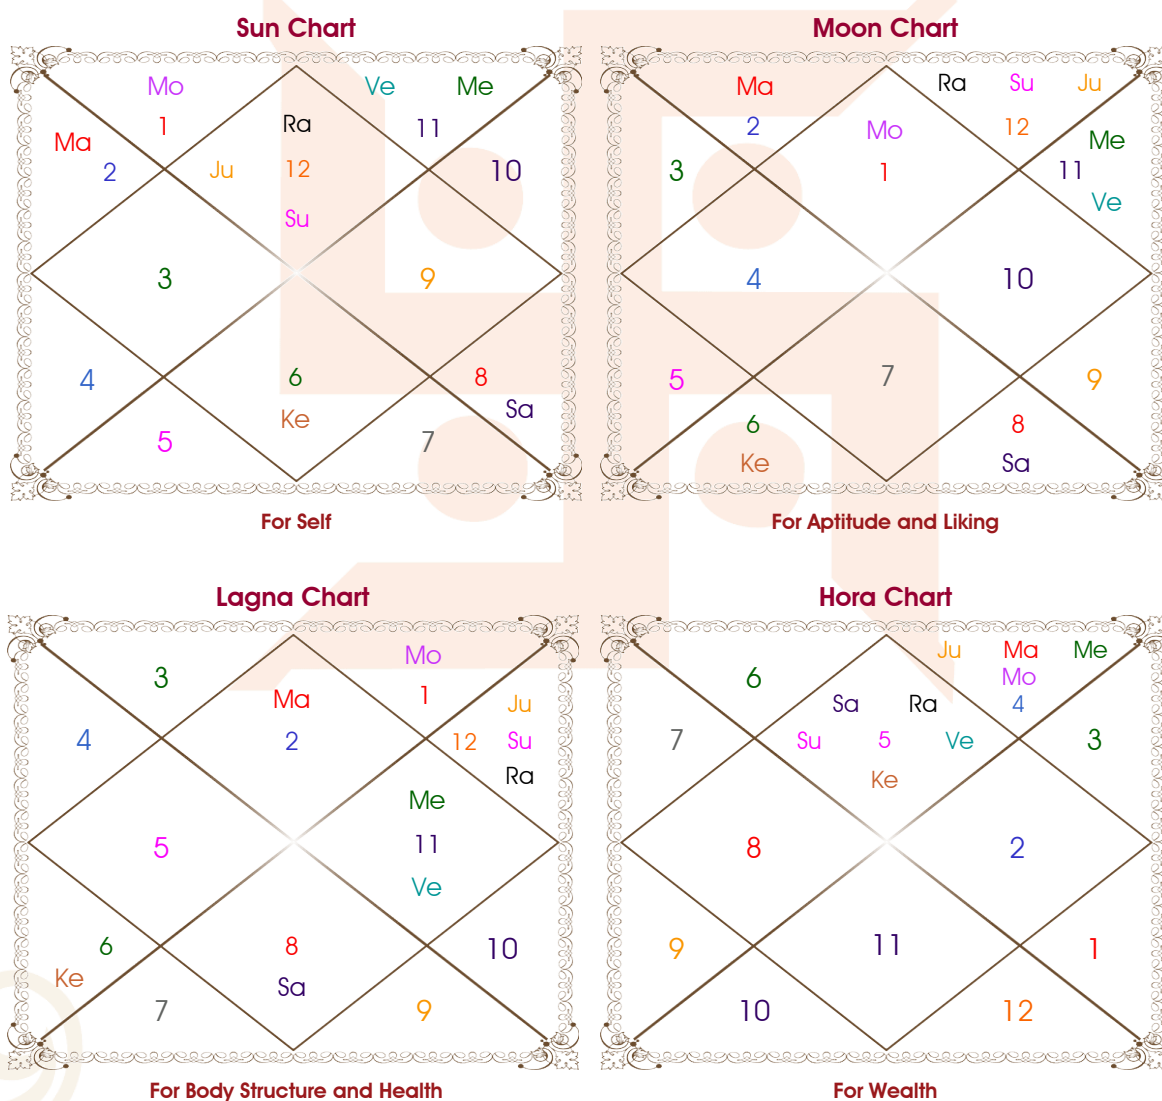 Sun Chart
Mo
Ve Me
1
Ra
11
Ma
2
Ju 12
10
Su
3
9
4
6
8
Ke
Sa
5
7
For Self
Moon Chart
Ma
Ra Su Ju
2
Mo
12
Me
3
1
11
Ve
4
10
5
7
9
6
8
Ke
Sa
For Aptitude and Liking
Lagna Chart
3
Mo
Ma
1
Ju
4
2
12 Su
Ra
Me
5
11
Ve
6
8
10
Ke
Sa
7
9
For Body Structure and Health
Hora Chart
Ju Ma Me
6
Mo
Sa Ra
4
7
Su 5 Ve
3
Ke
8
2
9
11
1
10
12
For Wealth